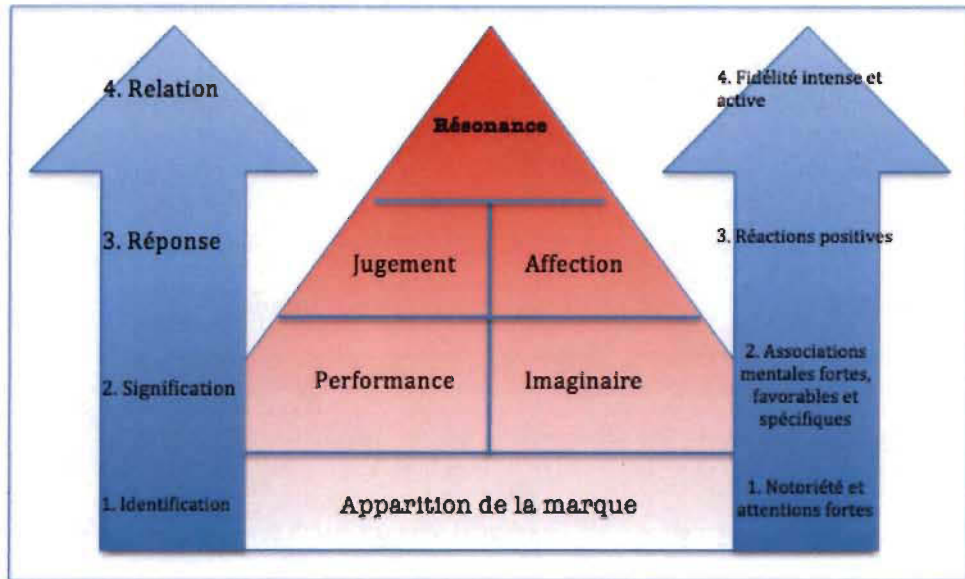 4. Relation
3. Réponse
2. Signification
1. Identification
Résonance
Jugement
Affection
Performance
Imaginaire
Apparition de la marque
4. Fidélité intense et
active
3. Réactions positives
2. Associations
mentales fortes,
favorables et
spécifiques
1. Notoriété et
attentions fortes